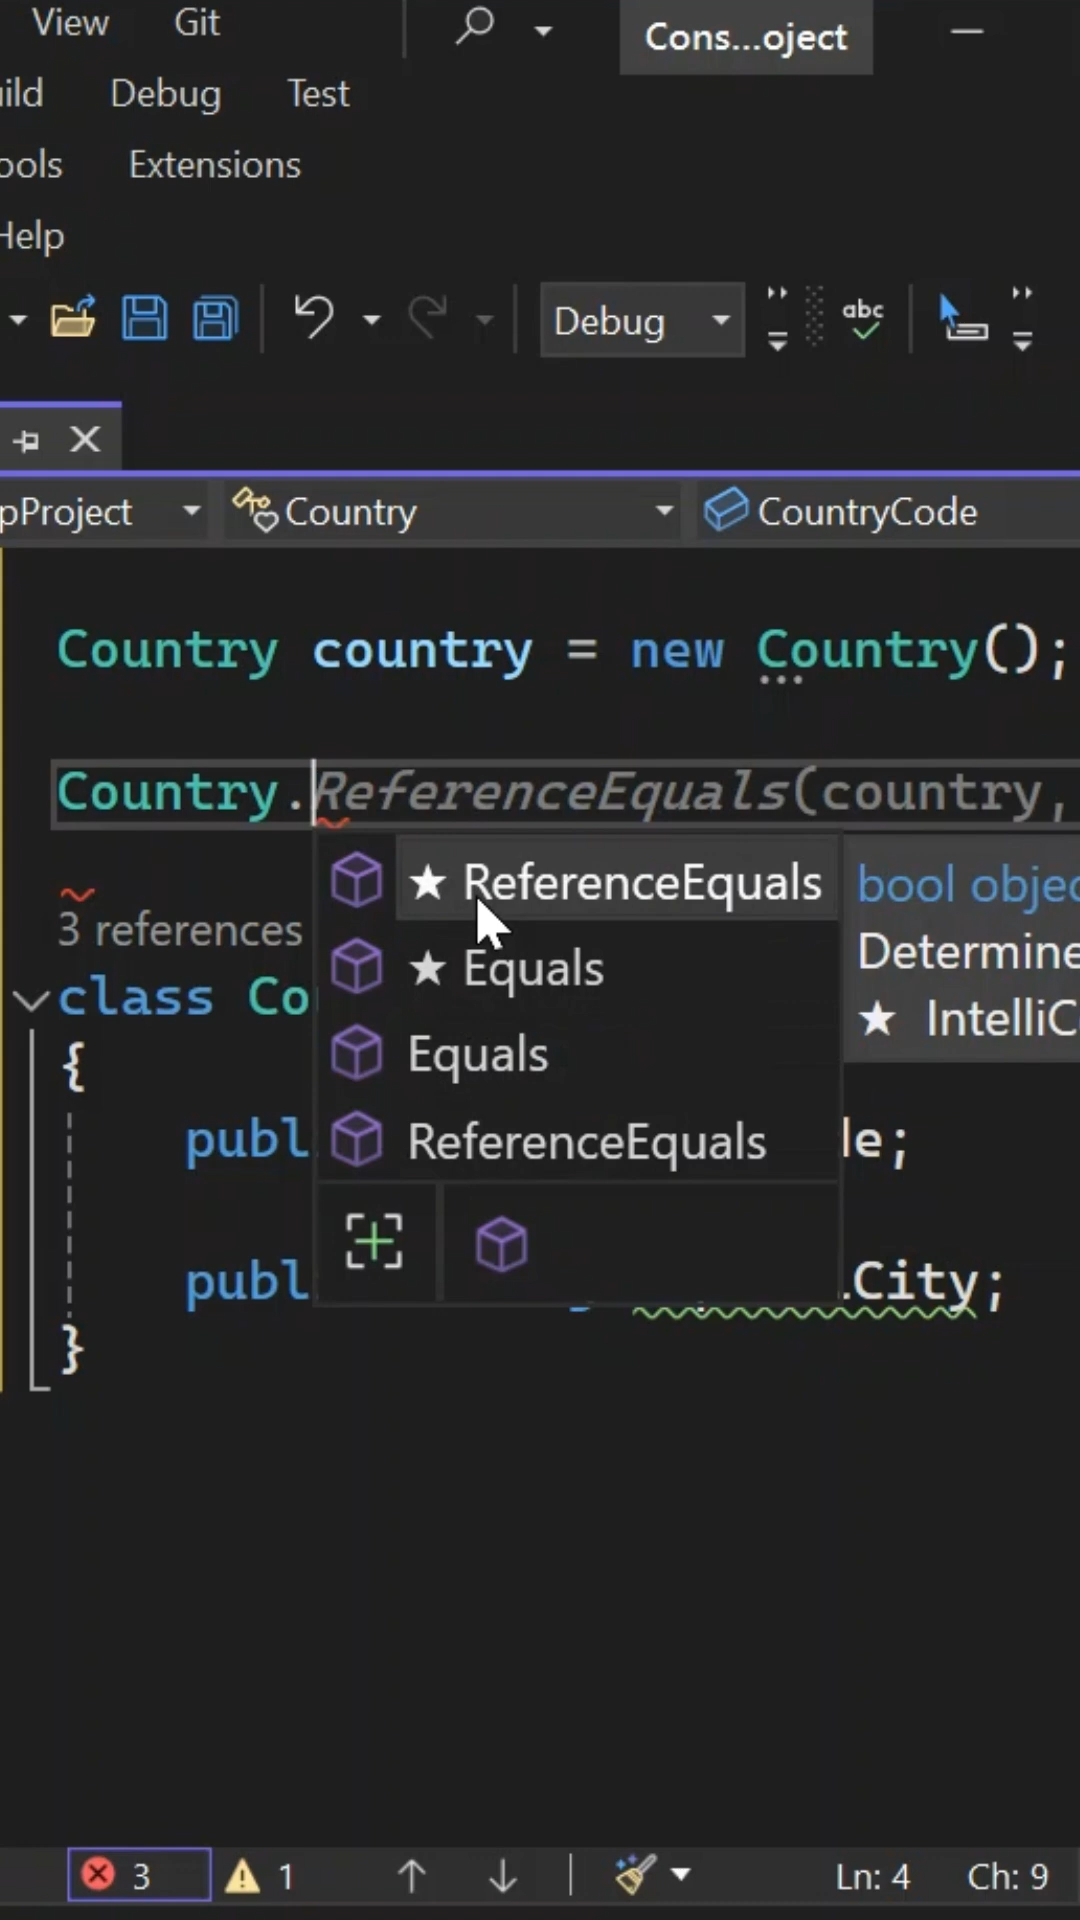 View Git Cons...oject
ild Debug Test
ools Extensions
Help
Debug abc
pProject Country CountryCode
Country country = new Country();
Country.ReferenceEquals(country,
★ ReferenceEquals bool objec
3 references
Determine
★ Equals
class Co
★ IntelliC
{
Equals
publ le;
ReferenceEquals
publ lCity;
}
3 1 Ln: 4 Ch: 9